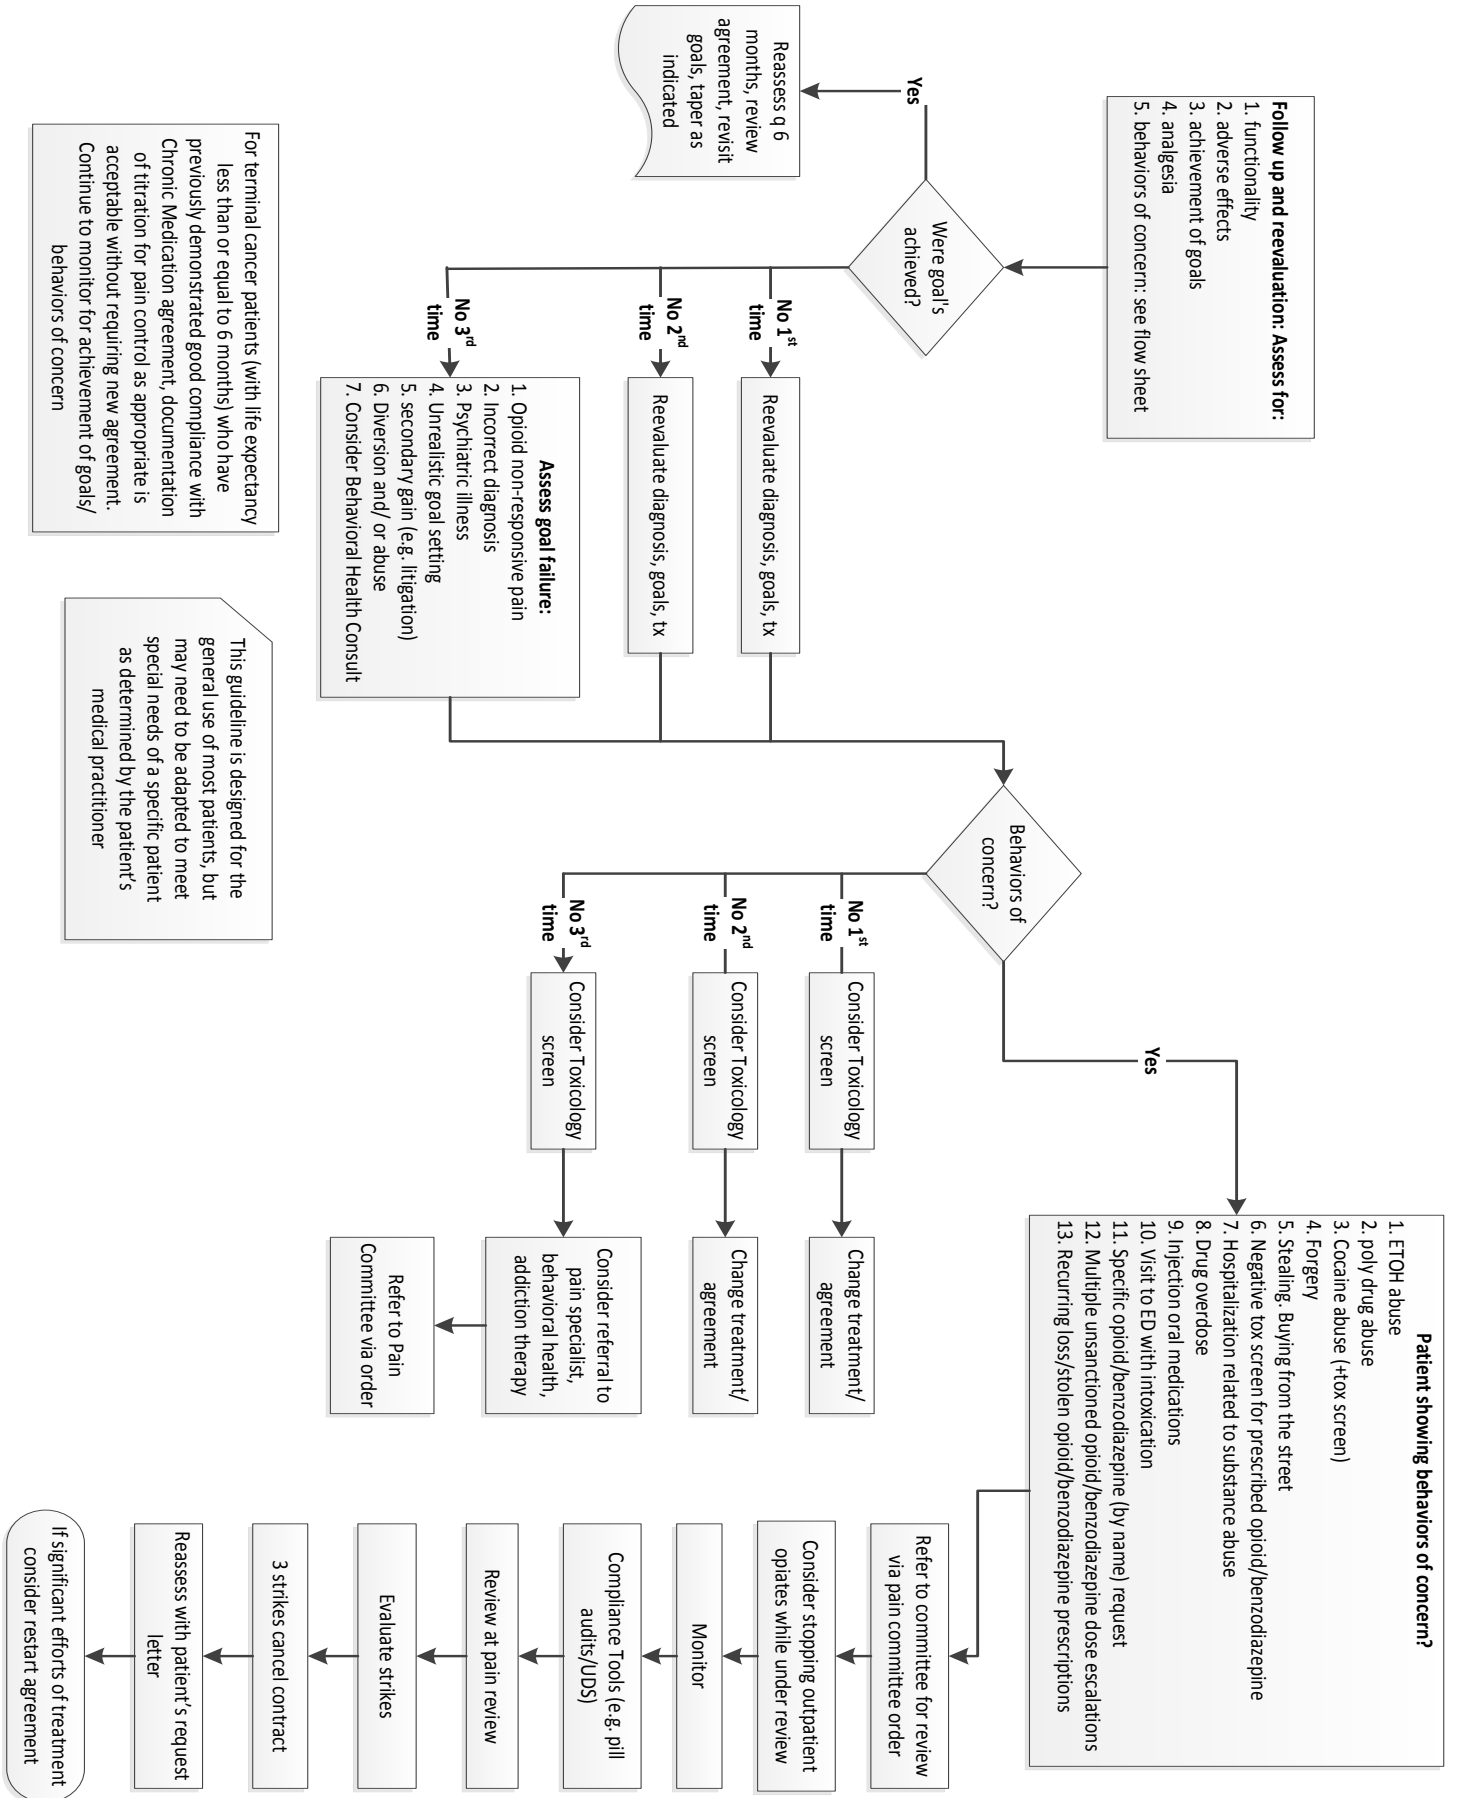 Follow up and reevaluation: Assess for:
1. functionality
2. adverse effects
3. achievement of goals
4. analgesia
5. behaviors of concern: see flow sheet
Were goal's
achieved?
Yes
Reassess q 6
months, review
agreement, revisit
goals, taper as
indicated
No 1st
time
Reevaluate diagnosis, goals, tx
No 2nd
time
Reevaluate diagnosis, goals, tx
No 3rd
time
Assess goal failure:
1. Opioid non-responsive pain
2. Incorrect diagnosis
3. Psychiatric illness
4. Unrealistic goal setting
5. secondary gain (e.g. litigation)
6. Diversion and/ or abuse
7. Consider Behavioral Health Consult
Behaviors of
concern?
Yes
Patient showing behaviors of concern?
1. ETOH abuse
2. poly drug abuse
3. Cocaine abuse (+tox screen)
4. Forgery
5. Stealing. Buying from the street
6. Negative tox screen for prescribed opioid/benzodiazepine
7. Hospitalization related to substance abuse
8. Drug overdose
9. Injection oral medications
10. Visit to ED with intoxication
11. Specific opioid/benzodiazepine (by name) request
12. Multiple unsanctioned opioid/benzodiazepine dose escalations
13. Recurring loss/stolen opioid/benzodiazepine prescriptions
No 1st
time
Consider Toxicology
screen
Change treatment/
agreement
No 2nd
time
Consider Toxicology
screen
Change treatment/
agreement
No 3rd
time
Consider Toxicology
screen
Consider referral to
pain specialist,
behavioral health,
addiction therapy
Refer to Pain
Committee via order
Refer to committee for review
via pain committee order
Consider stopping outpatient
opiates while under review
Monitor
Compliance Tools (e.g. pill
audits/UDS)
Review at pain review
Evaluate strikes
3 strikes cancel contract
Reassess with patient's request
letter
If significant efforts of treatment
consider restart agreement
For terminal cancer patients (with life expectancy
less than or equal to 6 months) who have
previously demonstrated good compliance with
Chronic Medication agreement, documentation
of titration for pain control as appropriate is
acceptable without requiring new agreement.
Continue to monitor for achievement of goals/
behaviors of concern
This guideline is designed for the
general use of most patients, but
may need to be adapted to meet
special needs of a specific patient
as determined by the patient's
medical practitioner